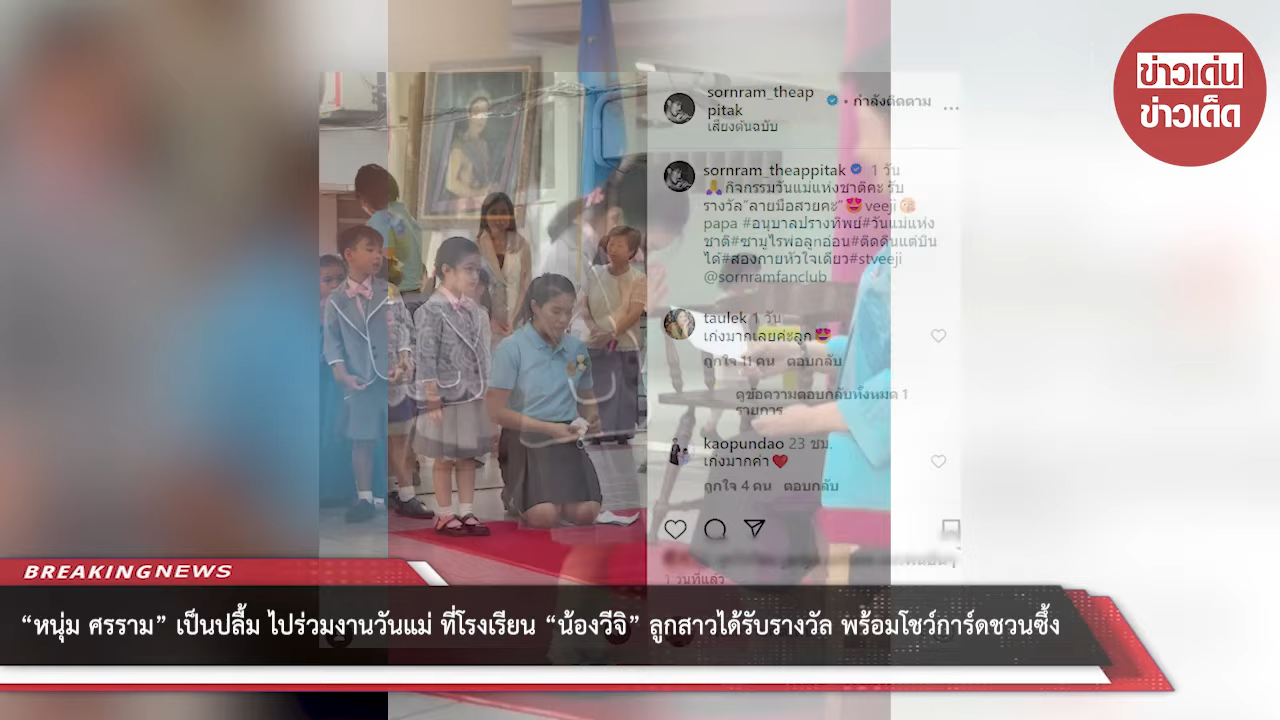 ข่าวเด่น
ข่าวเด็ด
sornram_theap
pitak
• กำลังติดตาม
เสียงต้นฉบับ
sornram_theappitak 1 วัน
🙏กิจกรรมวันแม่แห่งชาติคะ รับ
รางวัล"ลายมือสวยคะ"😍veeji😘
papa #อนุบาลปรางทิพย์#วันแม่แห่ง
ชาติ#ซามูไรพ่อลูกอ่อน#ติดดินแต่บิน
ได้#สองกายหัวใจเดียว#stveeji
@sornramfanclub
taulek 1 วัน
เก่งมากเลยค่ะลูก😍
ถูกใจ 11 คน ตอบกลับ
ดูข้อความตอบกลับทั้งหมด 1
รายการ
kaopundao 23 ชม.
เก่งมากค่า❤️
ถูกใจ 4 คน ตอบกลับ
1 วันที่แล้ว
BREAKING NEWS
“หนุ่ม ศรราม” เป็นปลื้ม ไปร่วมงานวันแม่ ที่โรงเรียน “น้องวีจิ” ลูกสาวได้รับรางวัล พร้อมโชว์การ์ดชวนซึ้ง